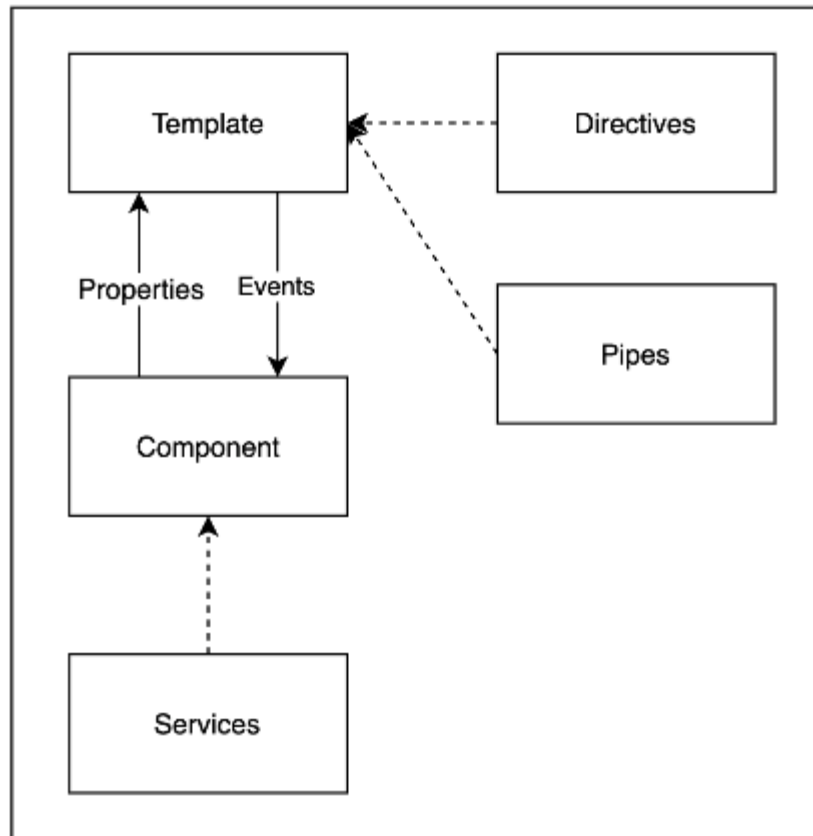 Template
Directives
Properties
Events
Pipes
Component
Services